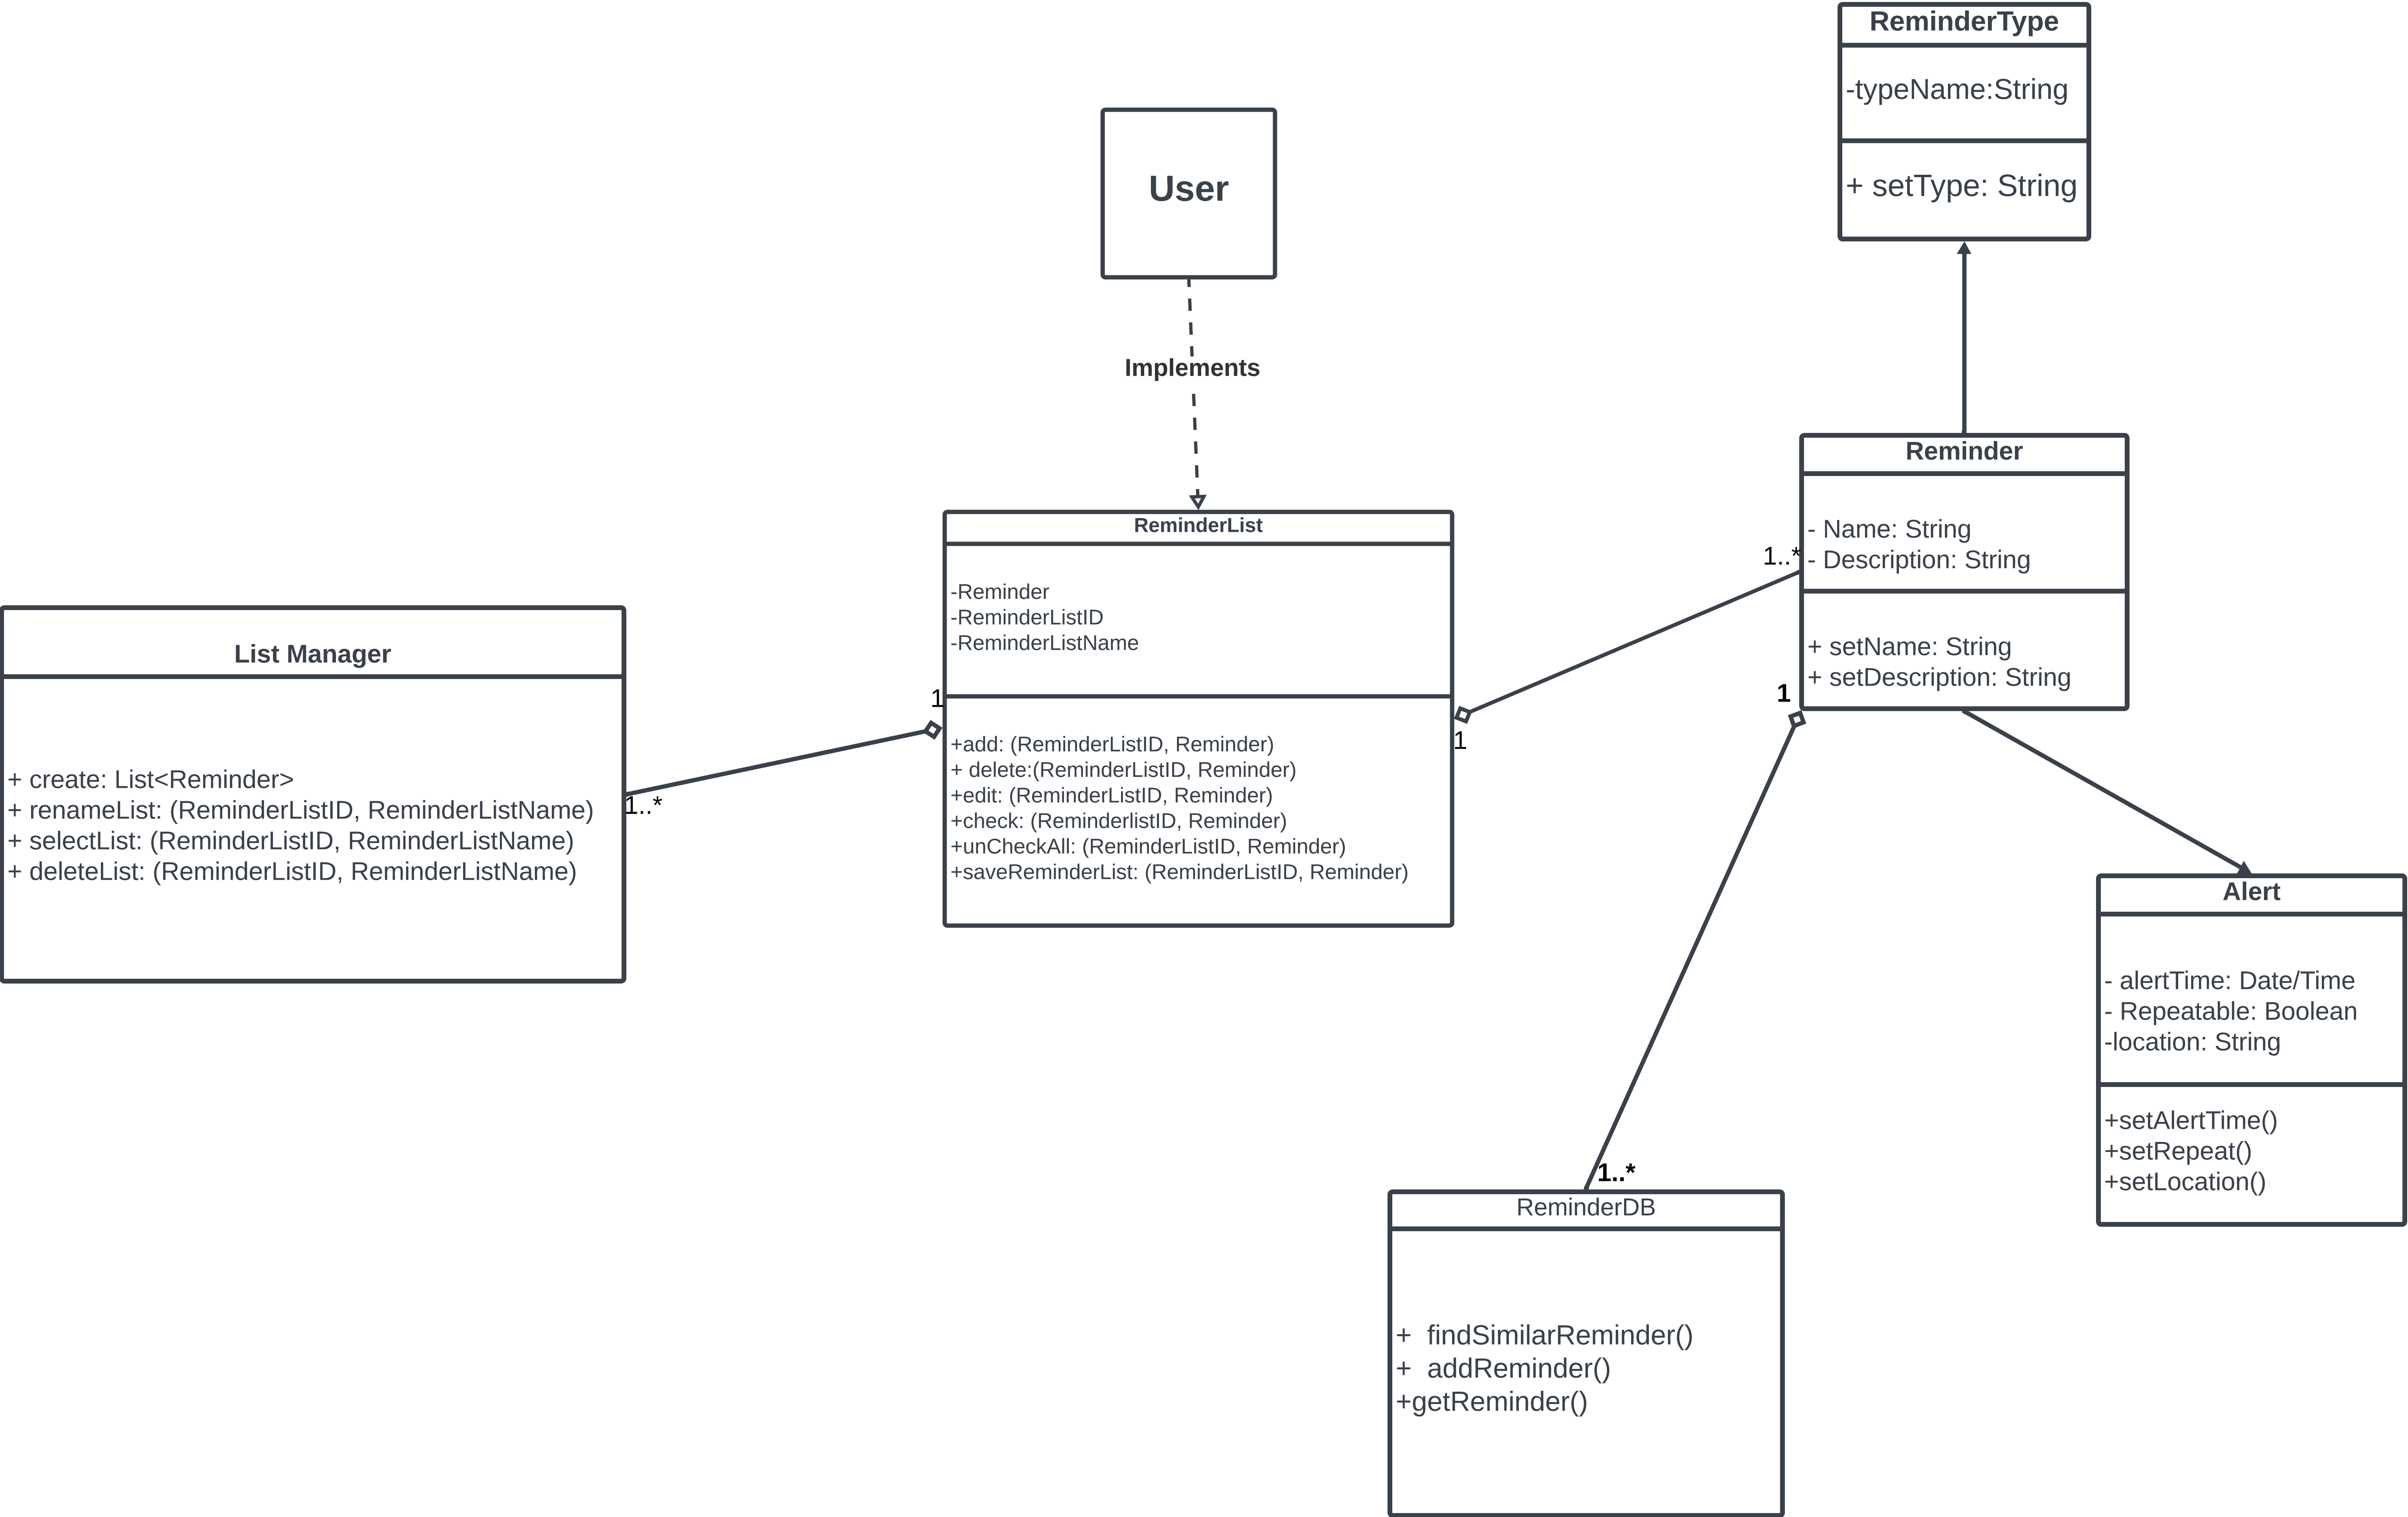 ReminderType
-typeName:String
+ setType: String
User
Implements
Reminder
- Name: String
- Description: String
+ setName: String
+ setDescription: String
1..*
1
ReminderList
-Reminder
-ReminderListID
-ReminderListName
+add: (ReminderListID, Reminder)
+ delete:(ReminderListID, Reminder)
+edit: (ReminderListID, Reminder)
+check: (ReminderlistID, Reminder)
+unCheckAll: (ReminderListID, Reminder)
+saveReminderList: (ReminderListID, Reminder)
1
1
List Manager
+ create: List<Reminder>
+ renameList: (ReminderListID, ReminderListName)
+ selectList: (ReminderListID, ReminderListName)
+ deleteList: (ReminderListID, ReminderListName)
1..*
Alert
- alertTime: Date/Time
- Repeatable: Boolean
-location: String
+setAlertTime()
+setRepeat()
+setLocation()
1..*
ReminderDB
+  findSimilarReminder()
+  addReminder()
+getReminder()